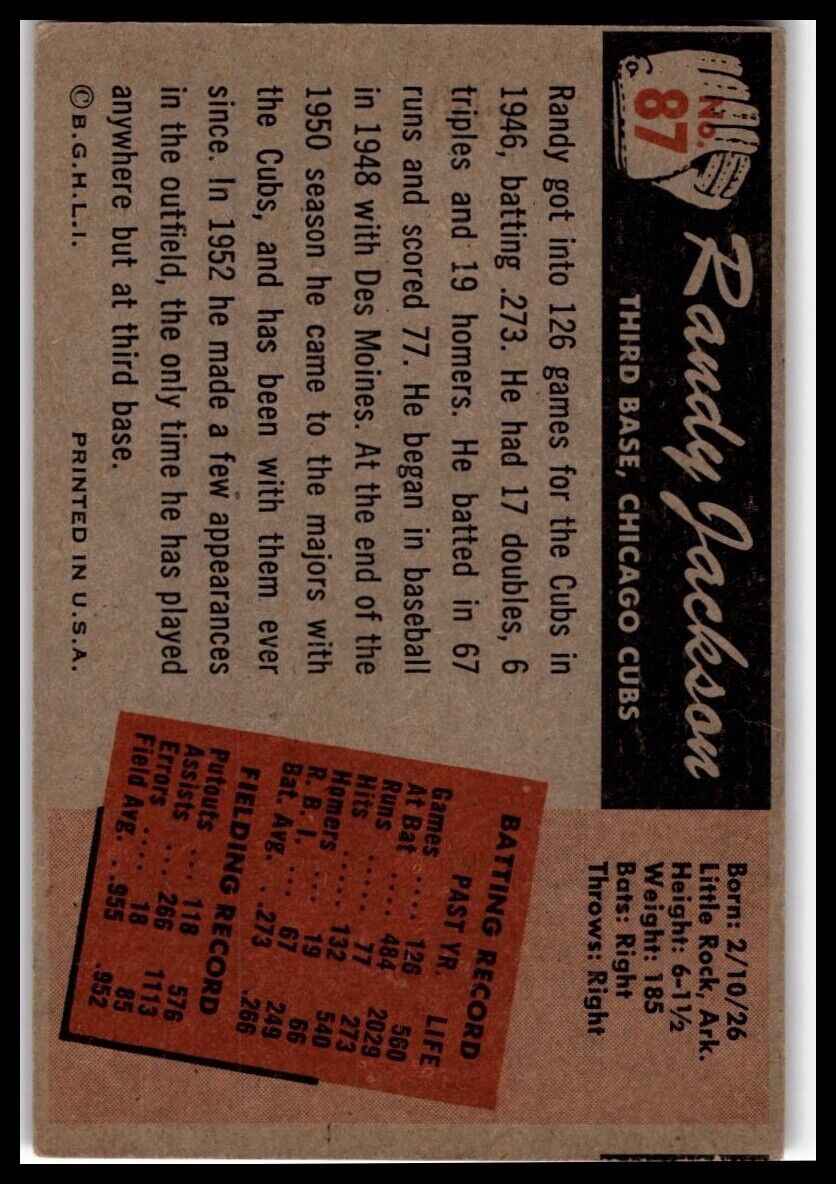 No.
87
Randy Jackson
THIRD BASE, CHICAGO CUBS
Born: 2/10/26
Little Rock, Ark.
Height: 6-1½
Weight: 185
Bats: Right
Throws: Right
Randy got into 126 games for the Cubs in
1946, batting .273. He had 17 doubles, 6
triples and 19 homers. He batted in 67
runs and scored 77. He began in baseball
in 1948 with Des Moines. At the end of the
1950 season he came to the majors with
the Cubs, and has been with them ever
since. In 1952 he made a few appearances
in the outfield, the only time he has played
anywhere but at third base.
© B.G.H.L.I. PRINTED IN U.S.A.
BATTING RECORD
PAST YR. LIFE
Games .... 126 560
At Bat .... 484 2029
Runs ..... 77 273
Hits ..... 132 540
Homers ... 19 66
R. B. I. ... 67 249
Bat. Avg. .. .273 .266
FIELDING RECORD
Putouts ... 118 576
Assists ... 266 1113
Errors .... 18 85
Field Avg. .. .955 .952